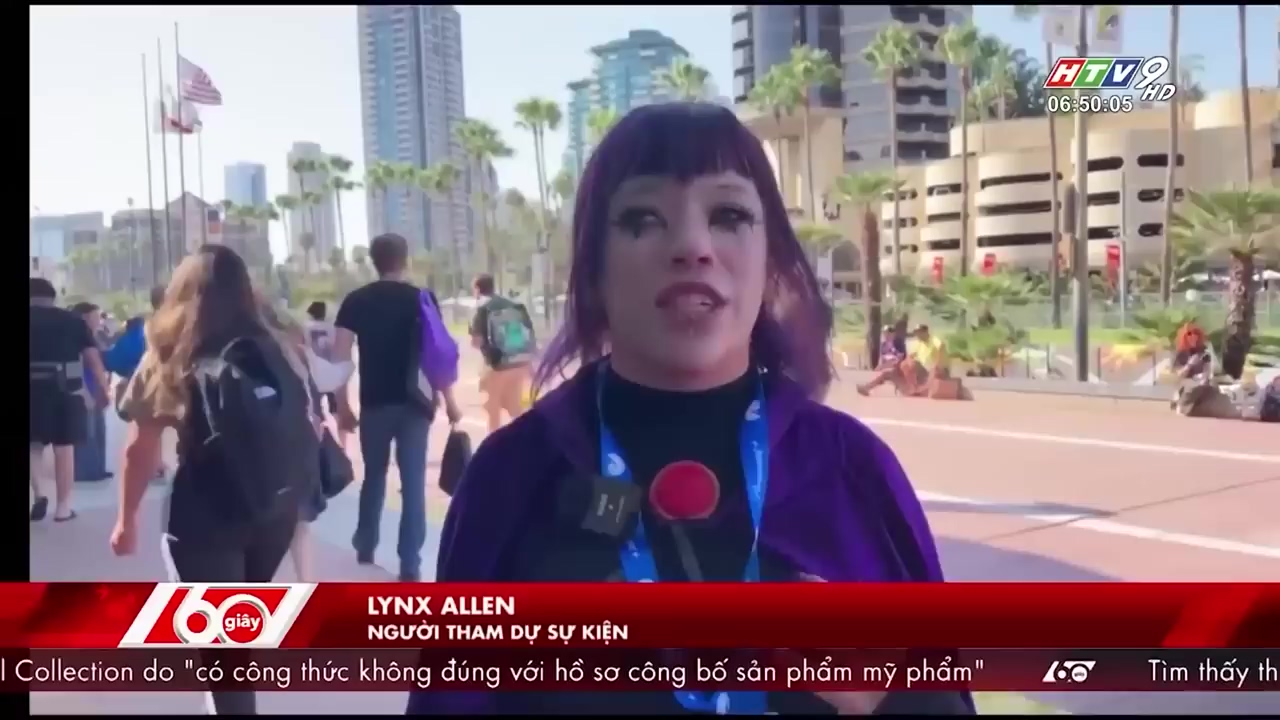 HTV9 HD
06:50:05
60 giây
LYNX ALLEN
NGƯỜI THAM DỰ SỰ KIỆN
l Collection do "có công thức không đúng với hồ sơ công bố sản phẩm mỹ phẩm" 60 Tìm thấy th